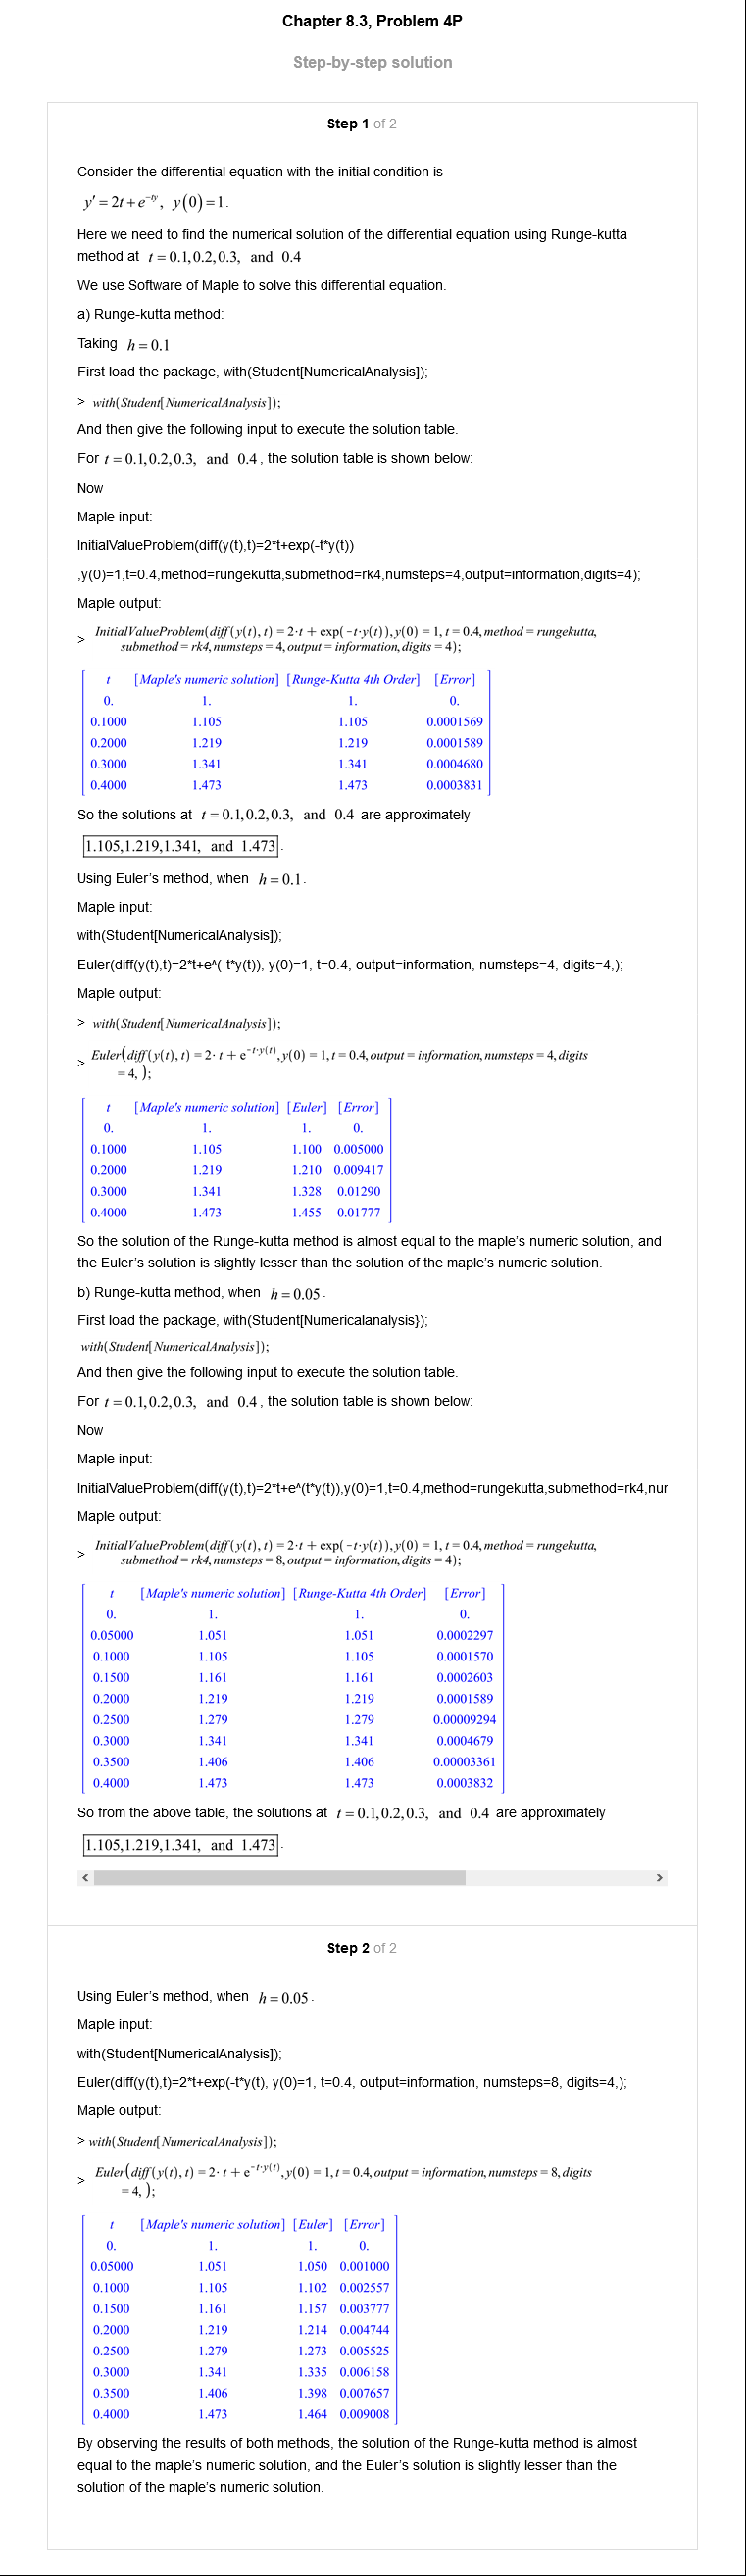 Chapter 8.3, Problem 4P
Step-by-step solution
Step 1 of 2
Consider the differential equation with the initial condition is
y′ = 2t + e^{-ty}, y(0) = 1.
Here we need to find the numerical solution of the differential equation using Runge-kutta
method at t = 0.1, 0.2, 0.3, and 0.4
We use Software of Maple to solve this differential equation.
a) Runge-kutta method:
Taking h = 0.1
First load the package, with(Student[NumericalAnalysis]);
> with(Student[NumericalAnalysis]);
And then give the following input to execute the solution table.
For t = 0.1, 0.2, 0.3, and 0.4, the solution table is shown below:
Now
Maple input:
InitialValueProblem(diff(y(t),t)=2*t+exp(-t*y(t))
,y(0)=1,t=0.4,method=rungekutta,submethod=rk4,numsteps=4,output=information,digits=4);
Maple output:
> InitialValueProblem(diff(y(t), t) = 2·t + exp(-t·y(t)), y(0) = 1, t = 0.4, method = rungekutta,
submethod = rk4, numsteps = 4, output = information, digits = 4);
t [Maple's numeric solution] [Runge-Kutta 4th Order] [Error]
0. 1. 1. 0.
0.1000 1.105 1.105 0.0001569
0.2000 1.219 1.219 0.0001589
0.3000 1.341 1.341 0.0004680
0.4000 1.473 1.473 0.0003831
So the solutions at t = 0.1, 0.2, 0.3, and 0.4 are approximately
1.105,1.219,1.341, and 1.473.
Using Euler's method, when h = 0.1.
Maple input:
with(Student[NumericalAnalysis]);
Euler(diff(y(t),t)=2*t+e^(-t*y(t)), y(0)=1, t=0.4, output=information, numsteps=4, digits=4,);
Maple output:
> with(Student[NumericalAnalysis]);
> Euler(diff(y(t), t) = 2·t + e^{-t·y(t)}, y(0) = 1, t = 0.4, output = information, numsteps = 4, digits
= 4, );
t [Maple's numeric solution] [Euler] [Error]
0. 1. 1. 0.
0.1000 1.105 1.100 0.005000
0.2000 1.219 1.210 0.009417
0.3000 1.341 1.328 0.01290
0.4000 1.473 1.455 0.01777
So the solution of the Runge-kutta method is almost equal to the maple's numeric solution, and
the Euler's solution is slightly lesser than the solution of the maple's numeric solution.
b) Runge-kutta method, when h = 0.05.
First load the package, with(Student[Numericalanalysis});
with(Student[NumericalAnalysis]);
And then give the following input to execute the solution table.
For t = 0.1, 0.2, 0.3, and 0.4, the solution table is shown below:
Now
Maple input:
InitialValueProblem(diff(y(t),t)=2*t+e^(t*y(t)),y(0)=1,t=0.4,method=rungekutta,submethod=rk4,nur
Maple output:
> InitialValueProblem(diff(y(t), t) = 2·t + exp(-t·y(t)), y(0) = 1, t = 0.4, method = rungekutta,
submethod = rk4, numsteps = 8, output = information, digits = 4);
t [Maple's numeric solution] [Runge-Kutta 4th Order] [Error]
0. 1. 1. 0.
0.05000 1.051 1.051 0.0002297
0.1000 1.105 1.105 0.0001570
0.1500 1.161 1.161 0.0002603
0.2000 1.219 1.219 0.0001589
0.2500 1.279 1.279 0.00009294
0.3000 1.341 1.341 0.0004679
0.3500 1.406 1.406 0.00003361
0.4000 1.473 1.473 0.0003832
So from the above table, the solutions at t = 0.1, 0.2, 0.3, and 0.4 are approximately
1.105,1.219,1.341, and 1.473.
Step 2 of 2
Using Euler's method, when h = 0.05.
Maple input:
with(Student[NumericalAnalysis]);
Euler(diff(y(t),t)=2*t+exp(-t*y(t), y(0)=1, t=0.4, output=information, numsteps=8, digits=4,);
Maple output:
> with(Student[NumericalAnalysis]);
> Euler(diff(y(t), t) = 2·t + e^{-t·y(t)}, y(0) = 1, t = 0.4, output = information, numsteps = 8, digits
= 4, );
t [Maple's numeric solution] [Euler] [Error]
0. 1. 1. 0.
0.05000 1.051 1.050 0.001000
0.1000 1.105 1.102 0.002557
0.1500 1.161 1.157 0.003777
0.2000 1.219 1.214 0.004744
0.2500 1.279 1.273 0.005525
0.3000 1.341 1.335 0.006158
0.3500 1.406 1.398 0.007657
0.4000 1.473 1.464 0.009008
By observing the results of both methods, the solution of the Runge-kutta method is almost
equal to the maple's numeric solution, and the Euler's solution is slightly lesser than the
solution of the maple's numeric solution.